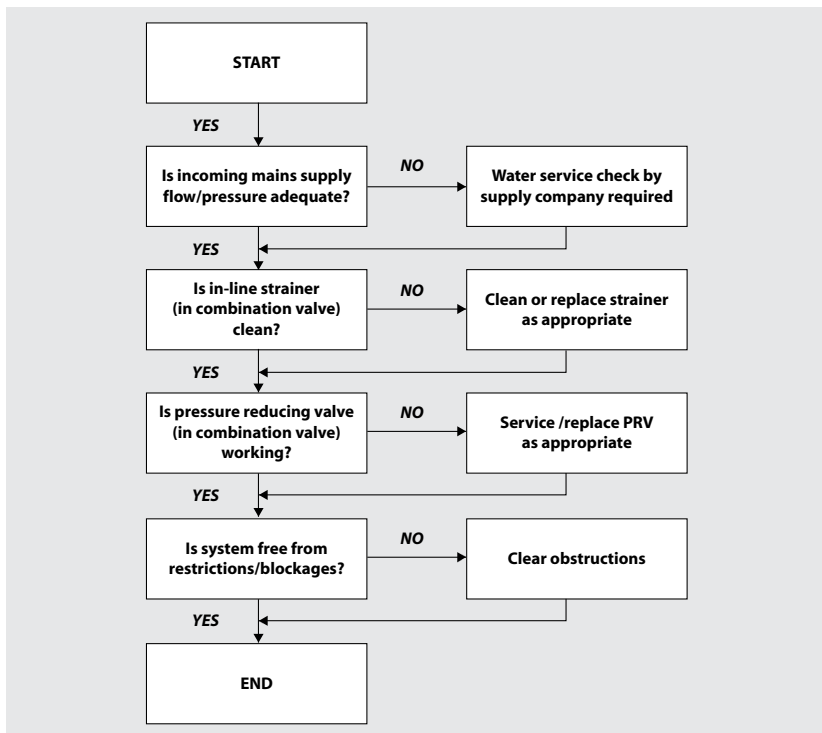 START
YES
Is incoming mains supply
flow/pressure adequate?
NO
Water service check by
supply company required
YES
Is in-line strainer
(in combination valve)
clean?
NO
Clean or replace strainer
as appropriate
YES
Is pressure reducing valve
(in combination valve)
working?
NO
Service /replace PRV
as appropriate
YES
Is system free from
restrictions/blockages?
NO
Clear obstructions
YES
END